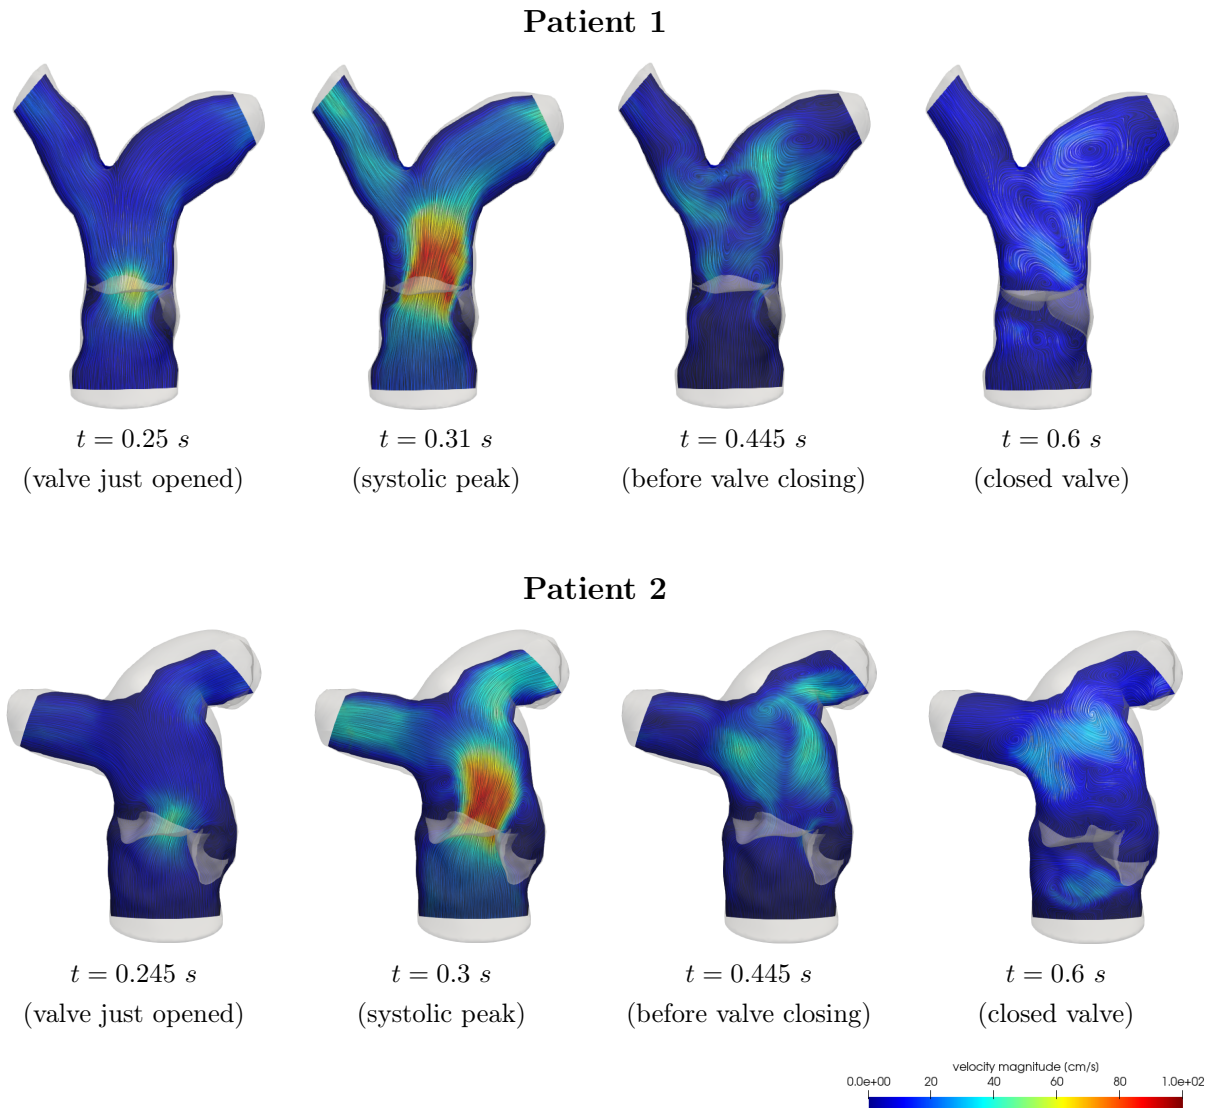 Patient 1
t = 0.25 s
(valve just opened)
t = 0.31 s
(systolic peak)
t = 0.445 s
(before valve closing)
t = 0.6 s
(closed valve)
Patient 2
t = 0.245 s
(valve just opened)
t = 0.3 s
(systolic peak)
t = 0.445 s
(before valve closing)
t = 0.6 s
(closed valve)
velocity magnitude (cm/s)
0.0e+00 20 40 60 80 1.0e+02